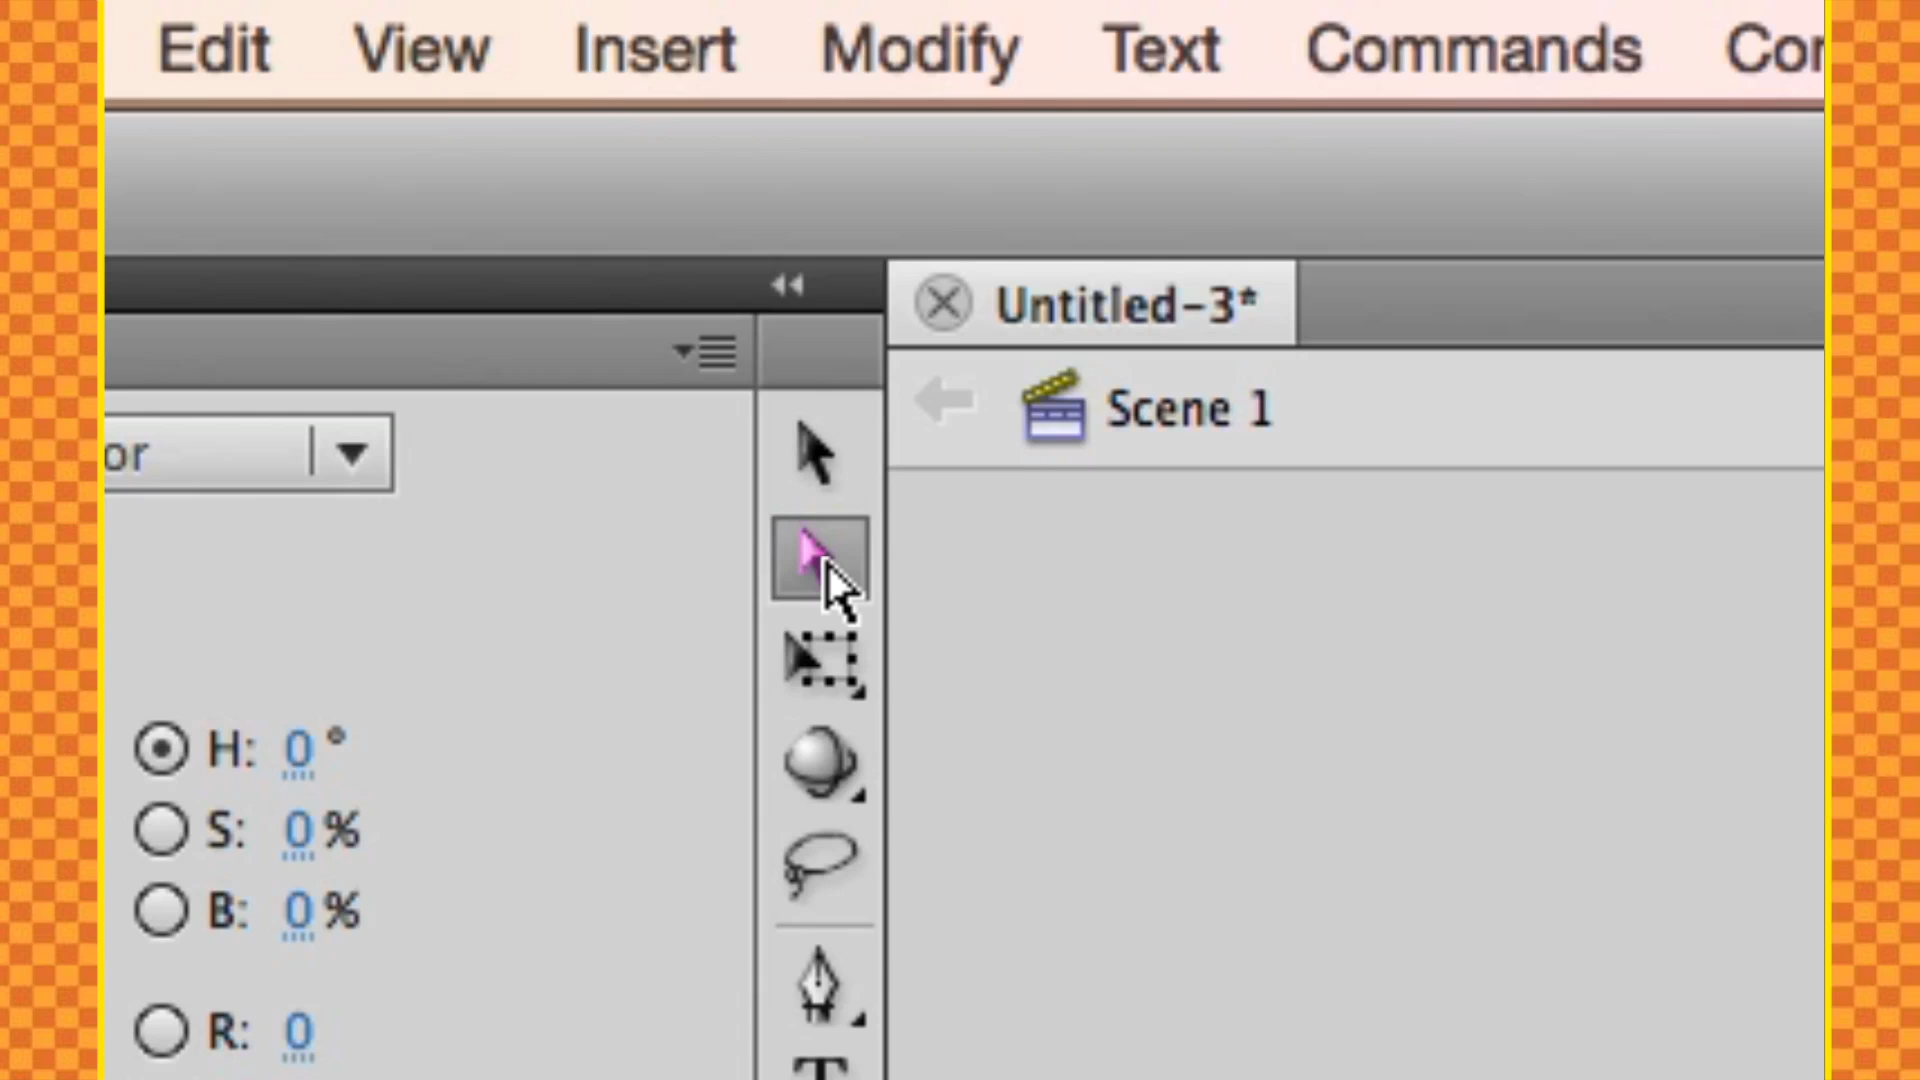 Edit View Insert Modify Text Commands
Untitled-3*
Scene 1
or
H: 0 °
S: 0 %
B: 0 %
R: 0
T